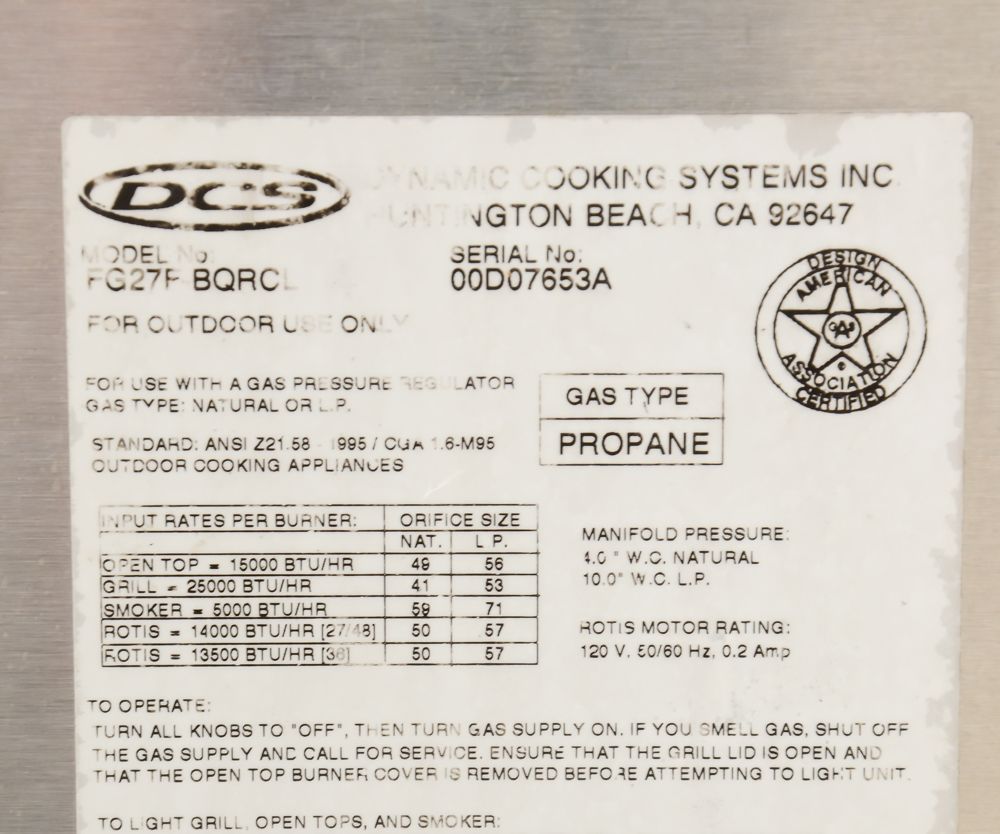 DCS
DYNAMIC COOKING SYSTEMS INC.
HUNTINGTON BEACH, CA 92647
MODEL No:
SERIAL No:
BQRCL
00D07653A
DESIGN
AMERICAN
GAS
ASSOCIATION
CERTIFIED
FOR OUTDOOR USE ONLY
FOR USE WITH A GAS PRESSURE REGULATOR
GAS TYPE: NATURAL OR L.P.
GAS TYPE
PROPANE
STANDARD: ANSI Z21.58 - 1995 / CGA 1.6-M95
OUTDOOR COOKING APPLIANCES
INPUT RATES PER BURNER: ORIFICE SIZE
NAT. L P.
OPEN TOP = 15000 BTU/HR 49 56
GRILL = 25000 BTU/HR 41 53
SMOKER = 5000 BTU/HR 59 71
ROTIS = 14000 BTU/HR [27/48] 50 57
ROTIS = 13500 BTU/HR [36] 50 57
MANIFOLD PRESSURE:
4.0 " W.C. NATURAL
10.0" W.C. L.P.
ROTIS MOTOR RATING:
120 V, 50/60 Hz, 0.2 Amp
TO OPERATE:
TURN ALL KNOBS TO "OFF", THEN TURN GAS SUPPLY ON. IF YOU SMELL GAS, SHUT OFF
THE GAS SUPPLY AND CALL FOR SERVICE. ENSURE THAT THE GRILL LID IS OPEN AND
THAT THE OPEN TOP BURNER COVER IS REMOVED BEFORE ATTEMPTING TO LIGHT UNIT.
TO LIGHT GRILL, OPEN TOPS, AND SMOKER: